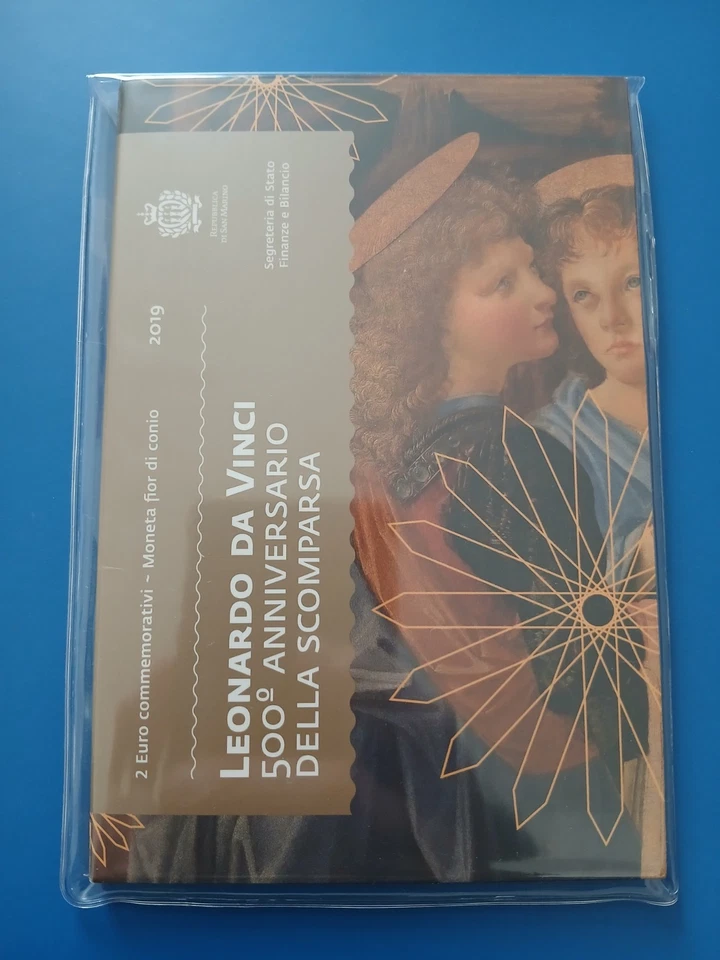 2 Euro commemorativi ~ Moneta fior di conio
2019
LEONARDO DA VINCI
500º ANNIVERSARIO
DELLA SCOMPARSA
REPUBBLICA
DI SAN MARINO
Segreteria di Stato
Finanze e Bilancio